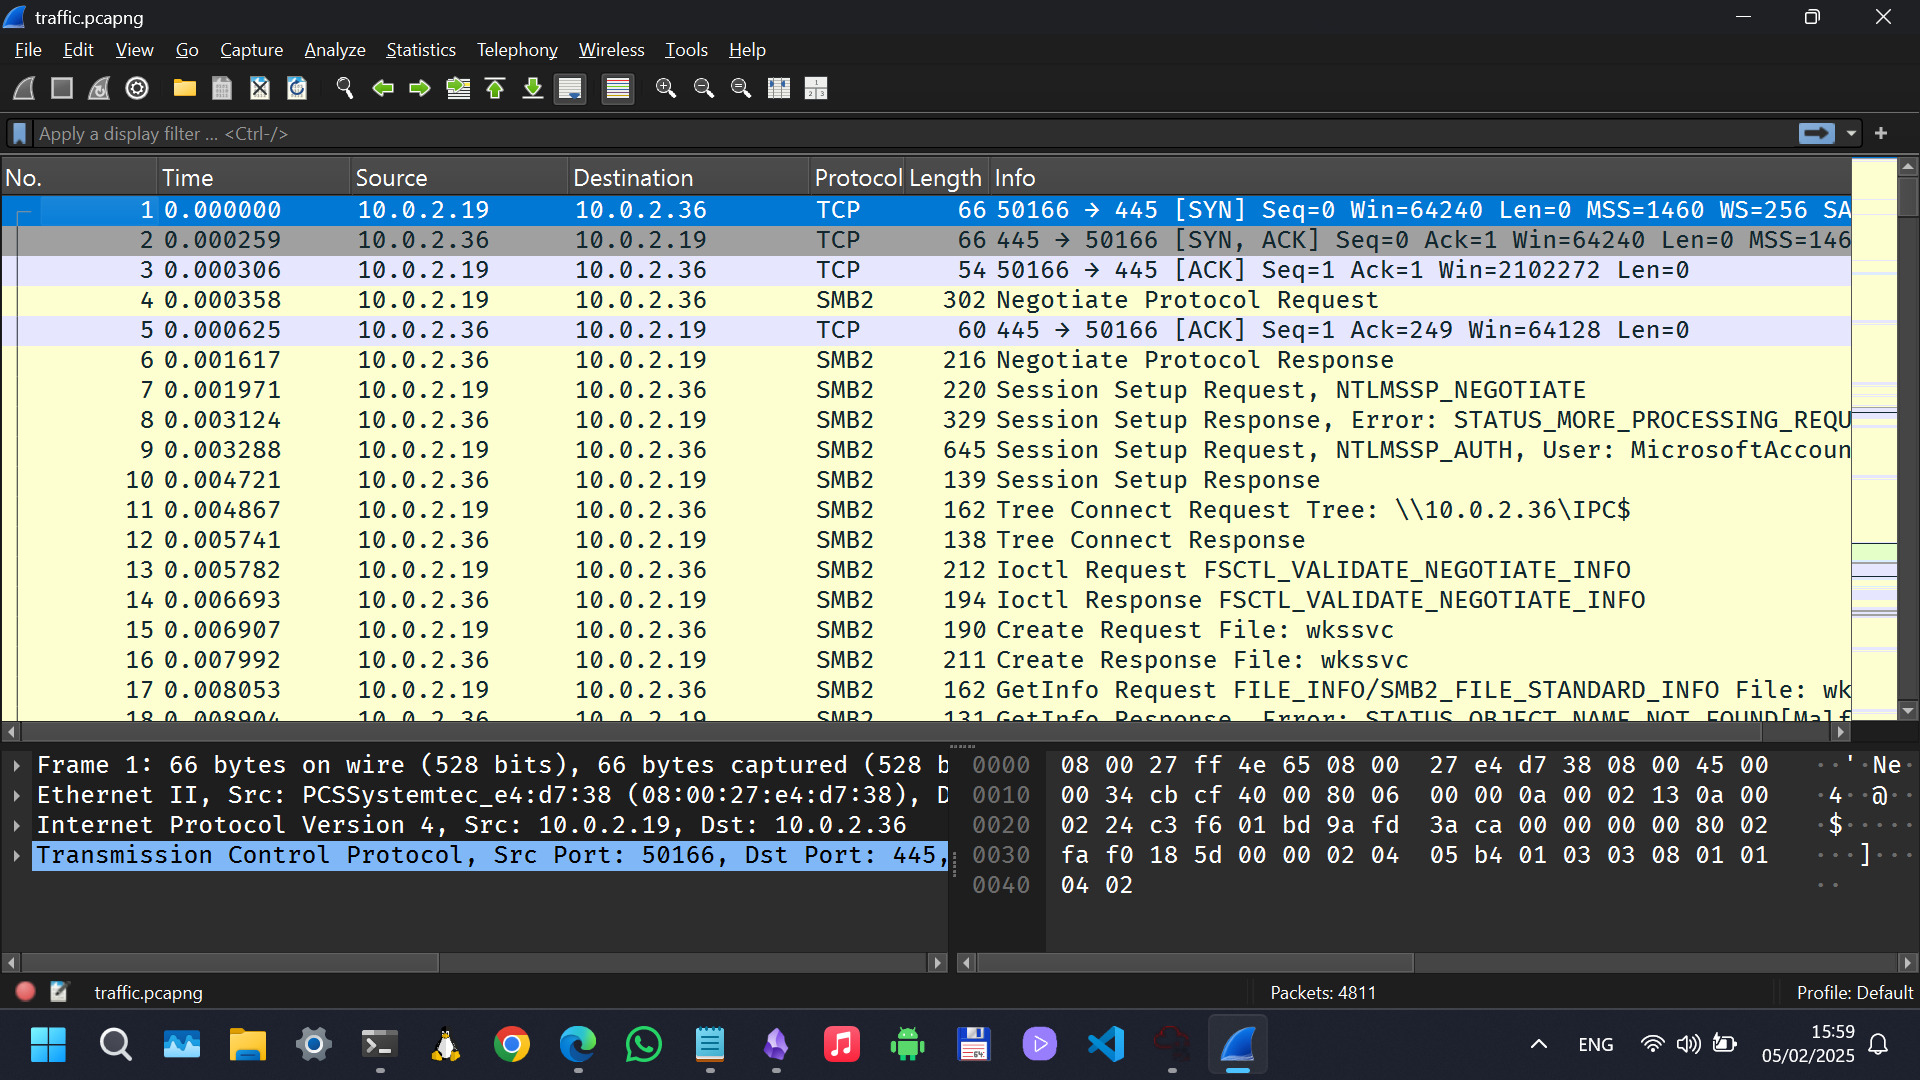 traffic.pcapng
File Edit View Go Capture Analyze Statistics Telephony Wireless Tools Help
Apply a display filter ... <Ctrl-/>
No. Time Source Destination Protocol Length Info
1 0.000000 10.0.2.19 10.0.2.36 TCP 66 50166 → 445 [SYN] Seq=0 Win=64240 Len=0 MSS=1460 WS=256 SA
2 0.000259 10.0.2.36 10.0.2.19 TCP 66 445 → 50166 [SYN, ACK] Seq=0 Ack=1 Win=64240 Len=0 MSS=146
3 0.000306 10.0.2.19 10.0.2.36 TCP 54 50166 → 445 [ACK] Seq=1 Ack=1 Win=2102272 Len=0
4 0.000358 10.0.2.19 10.0.2.36 SMB2 302 Negotiate Protocol Request
5 0.000625 10.0.2.36 10.0.2.19 TCP 60 445 → 50166 [ACK] Seq=1 Ack=249 Win=64128 Len=0
6 0.001617 10.0.2.36 10.0.2.19 SMB2 216 Negotiate Protocol Response
7 0.001971 10.0.2.19 10.0.2.36 SMB2 220 Session Setup Request, NTLMSSP_NEGOTIATE
8 0.003124 10.0.2.36 10.0.2.19 SMB2 329 Session Setup Response, Error: STATUS_MORE_PROCESSING_REQU
9 0.003288 10.0.2.19 10.0.2.36 SMB2 645 Session Setup Request, NTLMSSP_AUTH, User: MicrosoftAccoun
10 0.004721 10.0.2.36 10.0.2.19 SMB2 139 Session Setup Response
11 0.004867 10.0.2.19 10.0.2.36 SMB2 162 Tree Connect Request Tree: \\10.0.2.36\IPC$
12 0.005741 10.0.2.36 10.0.2.19 SMB2 138 Tree Connect Response
13 0.005782 10.0.2.19 10.0.2.36 SMB2 212 Ioctl Request FSCTL_VALIDATE_NEGOTIATE_INFO
14 0.006693 10.0.2.36 10.0.2.19 SMB2 194 Ioctl Response FSCTL_VALIDATE_NEGOTIATE_INFO
15 0.006907 10.0.2.19 10.0.2.36 SMB2 190 Create Request File: wkssvc
16 0.007992 10.0.2.36 10.0.2.19 SMB2 211 Create Response File: wkssvc
17 0.008053 10.0.2.19 10.0.2.36 SMB2 162 GetInfo Request FILE_INFO/SMB2_FILE_STANDARD_INFO File: wk
18 0.008904 10.0.2.36 10.0.2.19 SMB2 131 GetInfo Response, Error: STATUS_OBJECT_NAME_NOT_FOUND[Malf
Frame 1: 66 bytes on wire (528 bits), 66 bytes captured (528 b
Ethernet II, Src: PCSSystemtec_e4:d7:38 (08:00:27:e4:d7:38), D
Internet Protocol Version 4, Src: 10.0.2.19, Dst: 10.0.2.36
Transmission Control Protocol, Src Port: 50166, Dst Port: 445,
0000 08 00 27 ff 4e 65 08 00 27 e4 d7 38 08 00 45 00 ··'·Ne·
0010 00 34 cb cf 40 00 80 06 00 00 0a 00 02 13 0a 00 ·4··@··
0020 02 24 c3 f6 01 bd 9a fd 3a ca 00 00 00 00 80 02 ·$·····
0030 fa f0 18 5d 00 00 02 04 05 b4 01 03 03 08 01 01 ···]···
0040 04 02 ··
traffic.pcapng Packets: 4811 Profile: Default
64
ENG
15:59
05/02/2025